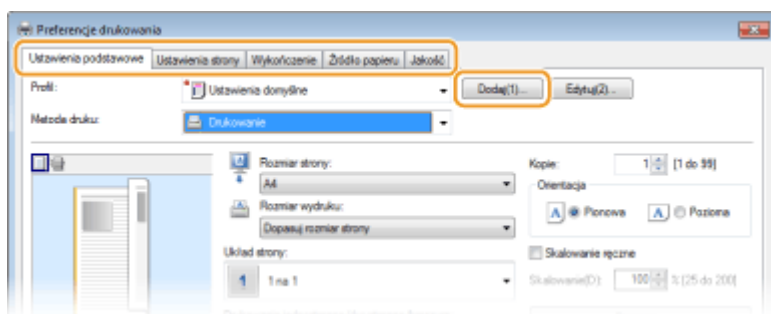 Preferencje drukowania
Ustawienia podstawowe Ustawienia strony Wykończenie Źródło papieru Jakość
Profil: Ustawienia domyślne Dodaj(1)... Edytuj(2)...
Metoda druku: Drukowanie
Rozmiar strony: Kopie: 1 [1 do 99]
A4 Orientacja
Rozmiar wydruku: A Pionowa A Pozioma
Dopasuj rozmiar strony
Układ strony: Skalowanie ręczne
1 1 na 1 Skalowanie(D): 100 % [25 do 200]